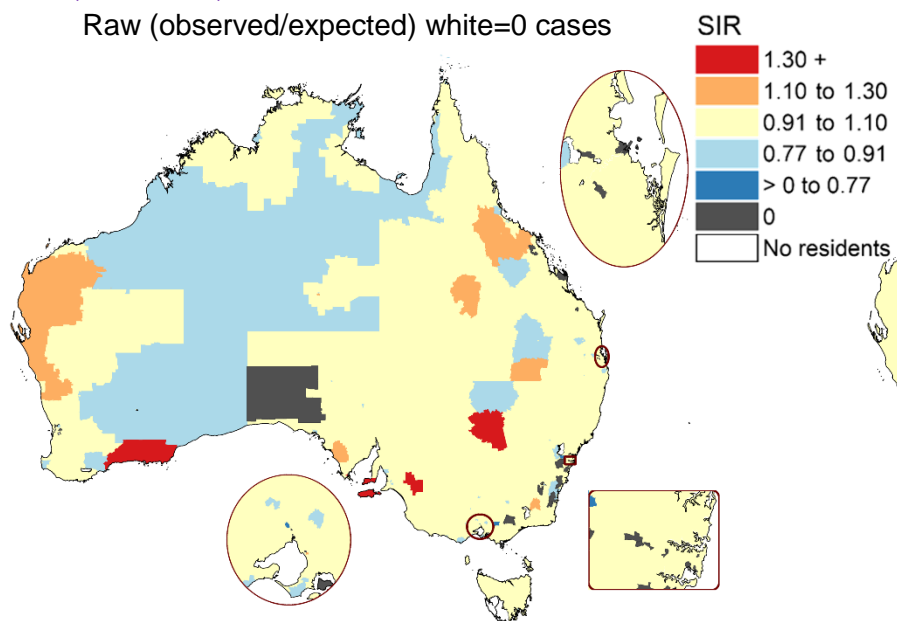 Raw (observed/expected) white=0 cases
SIR
1.30 +
1.10 to 1.30
0.91 to 1.10
0.77 to 0.91
> 0 to 0.77
0
No residents